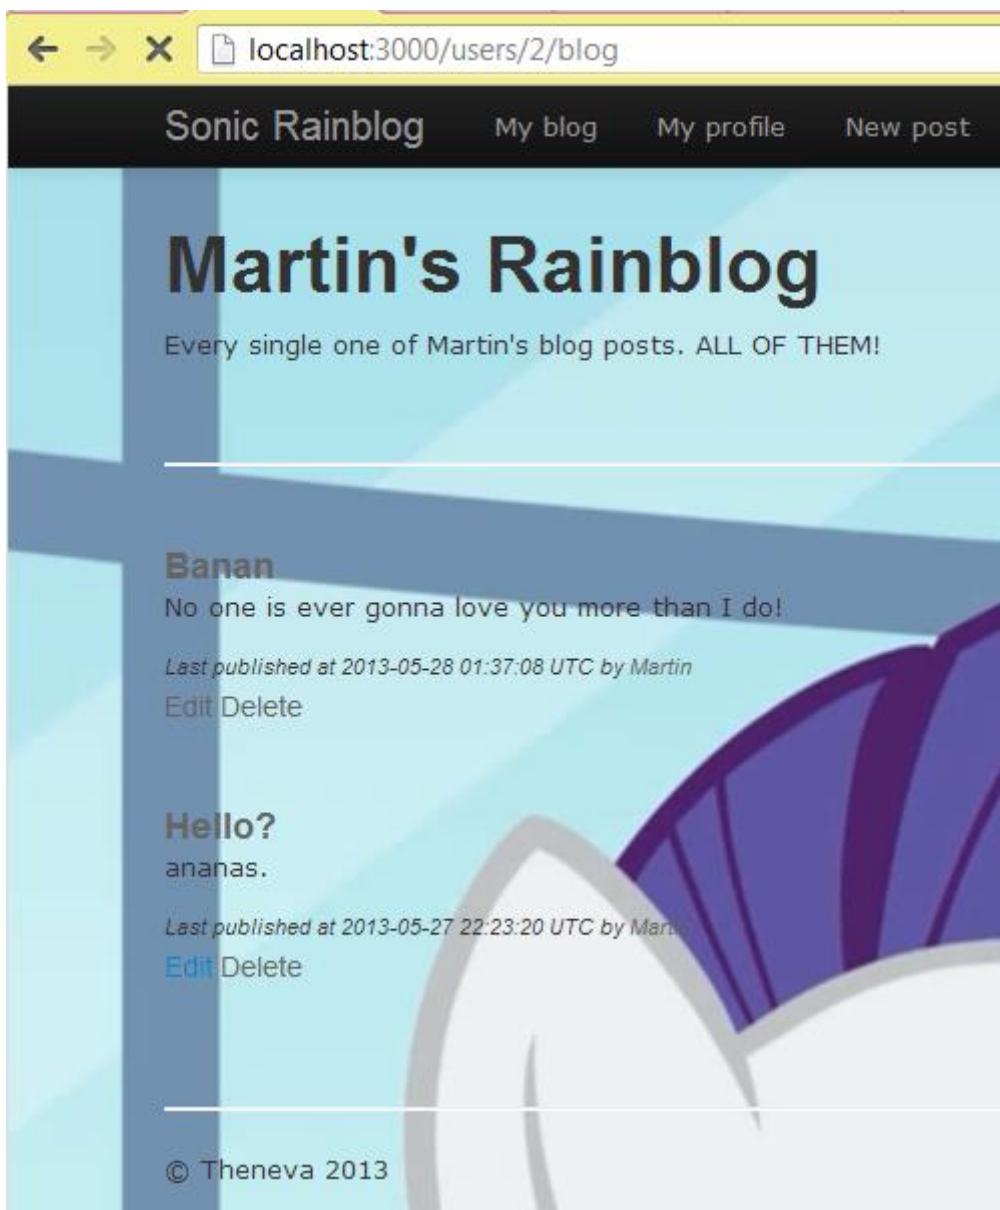 localhost:3000/users/2/blog
Sonic Rainblog My blog My profile New post
Martin's Rainblog
Every single one of Martin's blog posts. ALL OF THEM!
Banan
No one is ever gonna love you more than I do!
Last published at 2013-05-28 01:37:08 UTC by Martin
Edit Delete
Hello?
ananas.
Last published at 2013-05-27 22:23:20 UTC by Martin
Edit Delete
© Theneva 2013